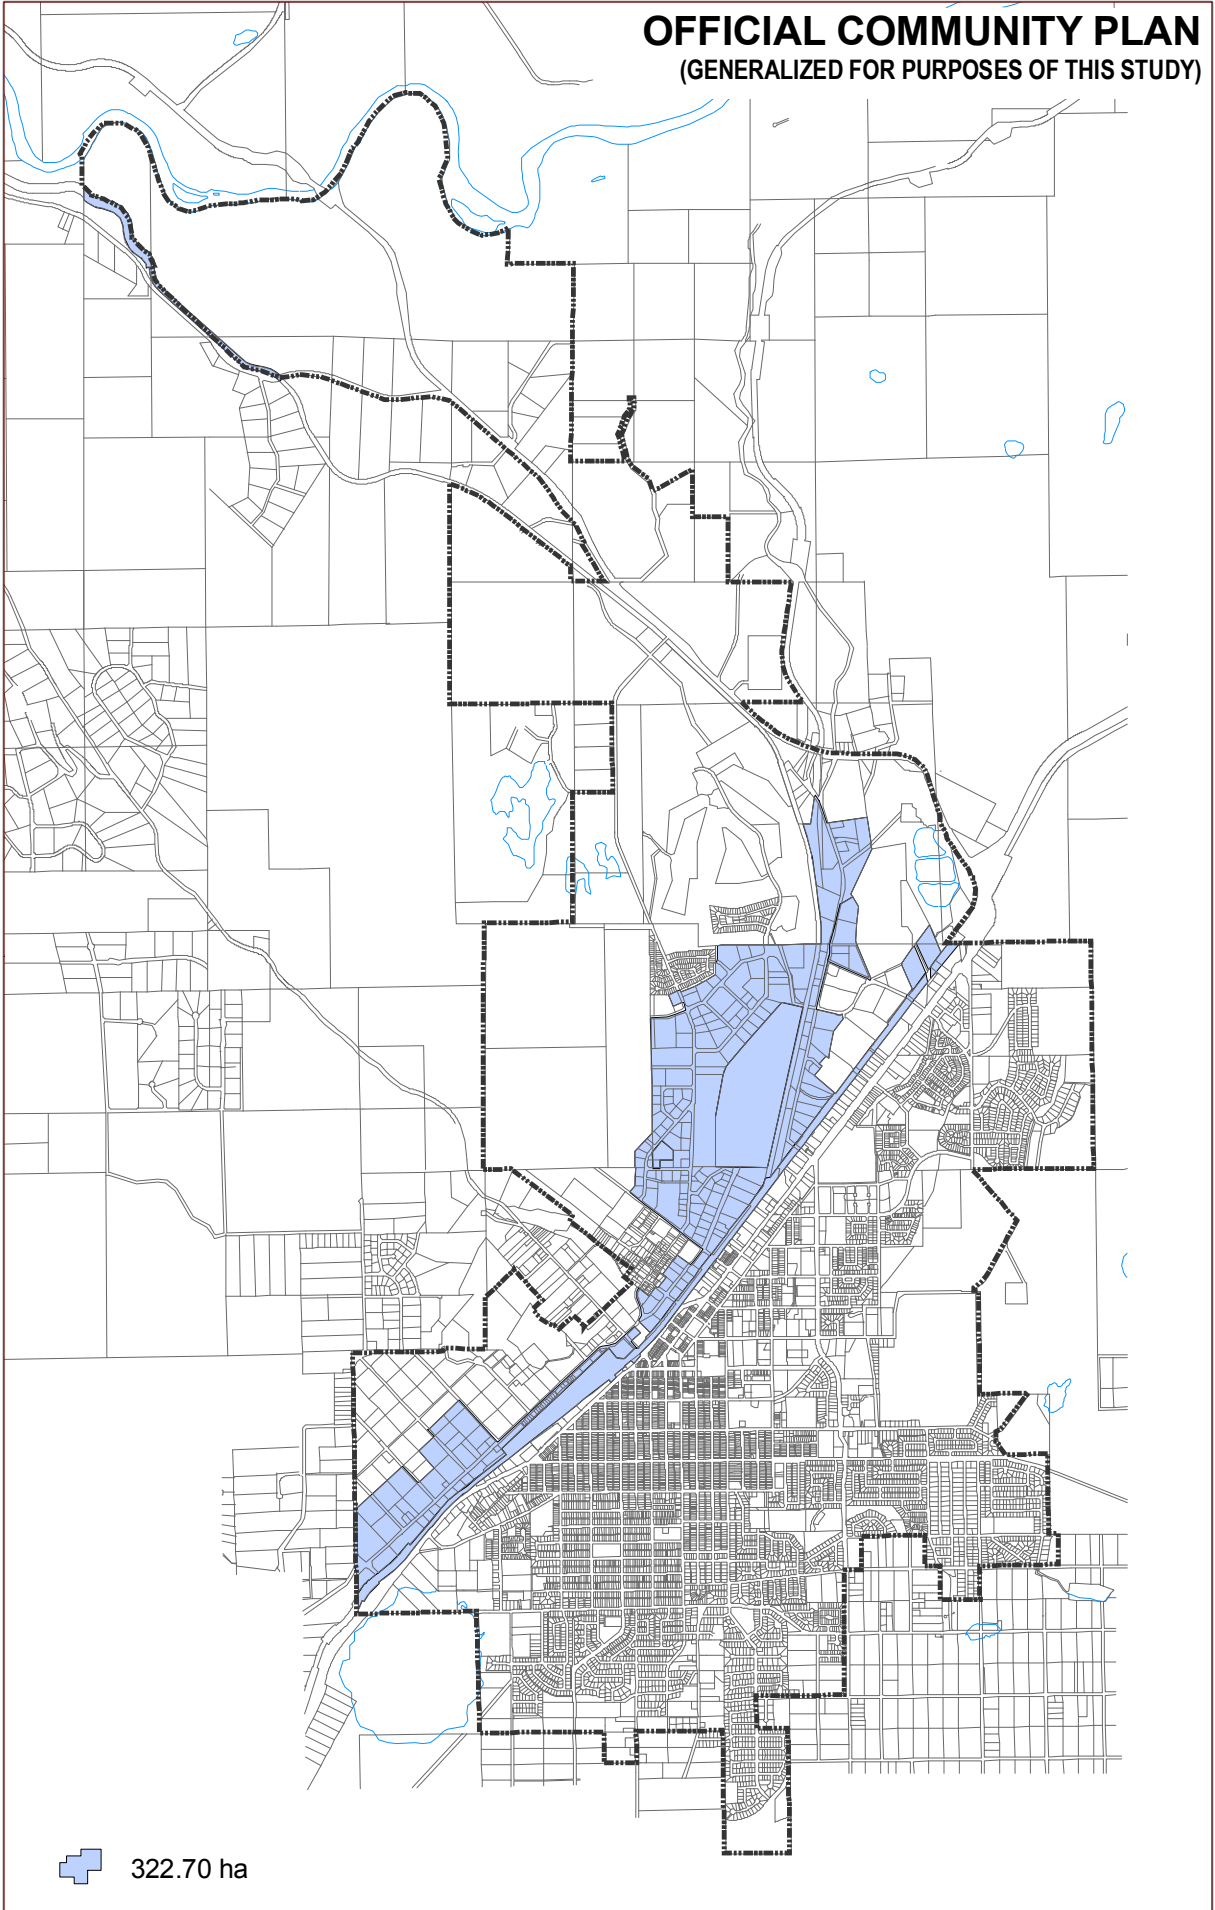 OFFICIAL COMMUNITY PLAN
(GENERALIZED FOR PURPOSES OF THIS STUDY)
322.70 ha